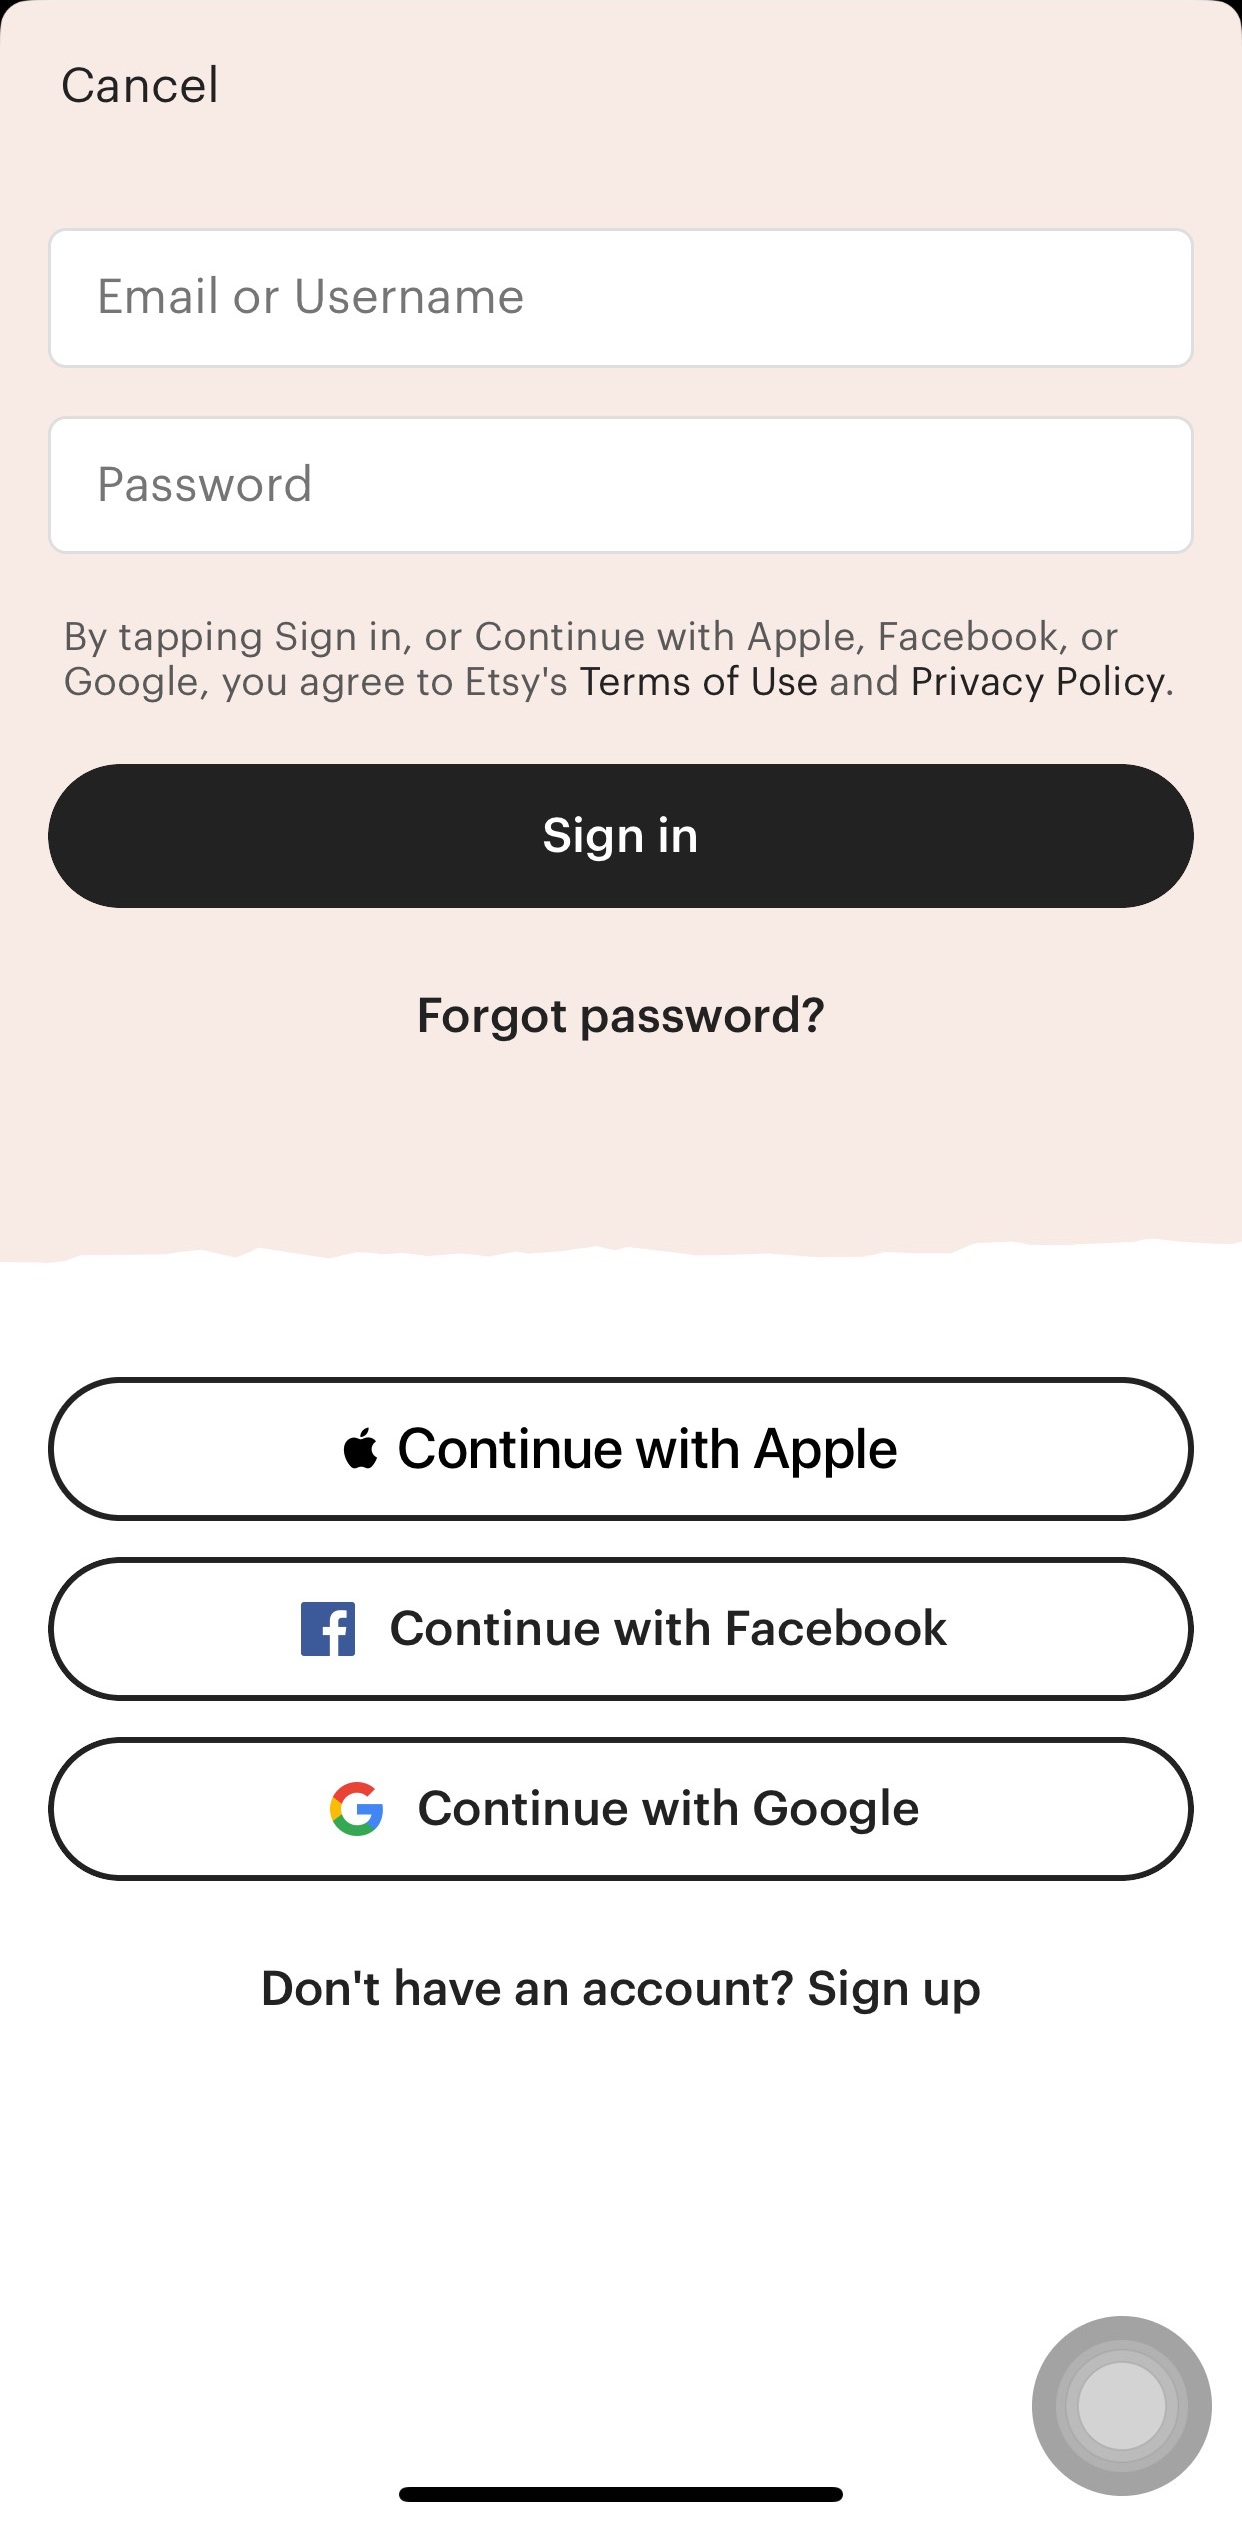 Cancel
Email or Username
Password
By tapping Sign in, or Continue with Apple, Facebook, or
Google, you agree to Etsy's Terms of Use and Privacy Policy.
Sign in
Forgot password?
Continue with Apple
Continue with Facebook
Continue with Google
Don't have an account? Sign up